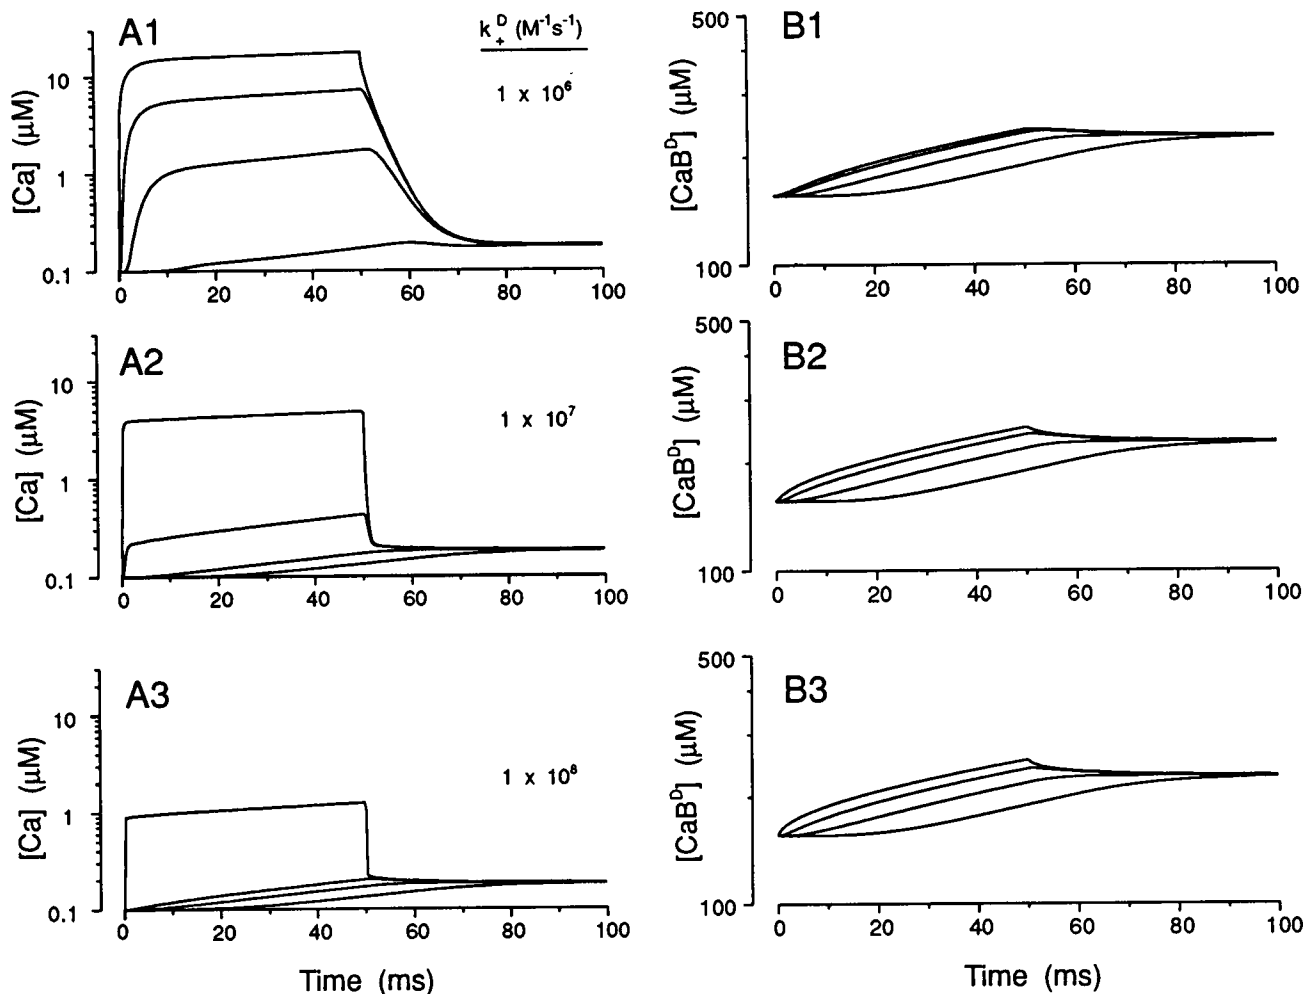 A1
k₊ᴰ (M⁻¹s⁻¹)
1 x 10⁶
[Ca] (μM)
10
1
0.1
0 20 40 60 80 100
B1
[CaBᴰ] (μM)
500
100
0 20 40 60 80 100
A2
1 x 10⁷
[Ca] (μM)
10
1
0.1
0 20 40 60 80 100
B2
[CaBᴰ] (μM)
500
100
0 20 40 60 80 100
A3
1 x 10⁸
[Ca] (μM)
10
1
0.1
0 20 40 60 80 100
Time (ms)
B3
[CaBᴰ] (μM)
500
100
0 20 40 60 80 100
Time (ms)